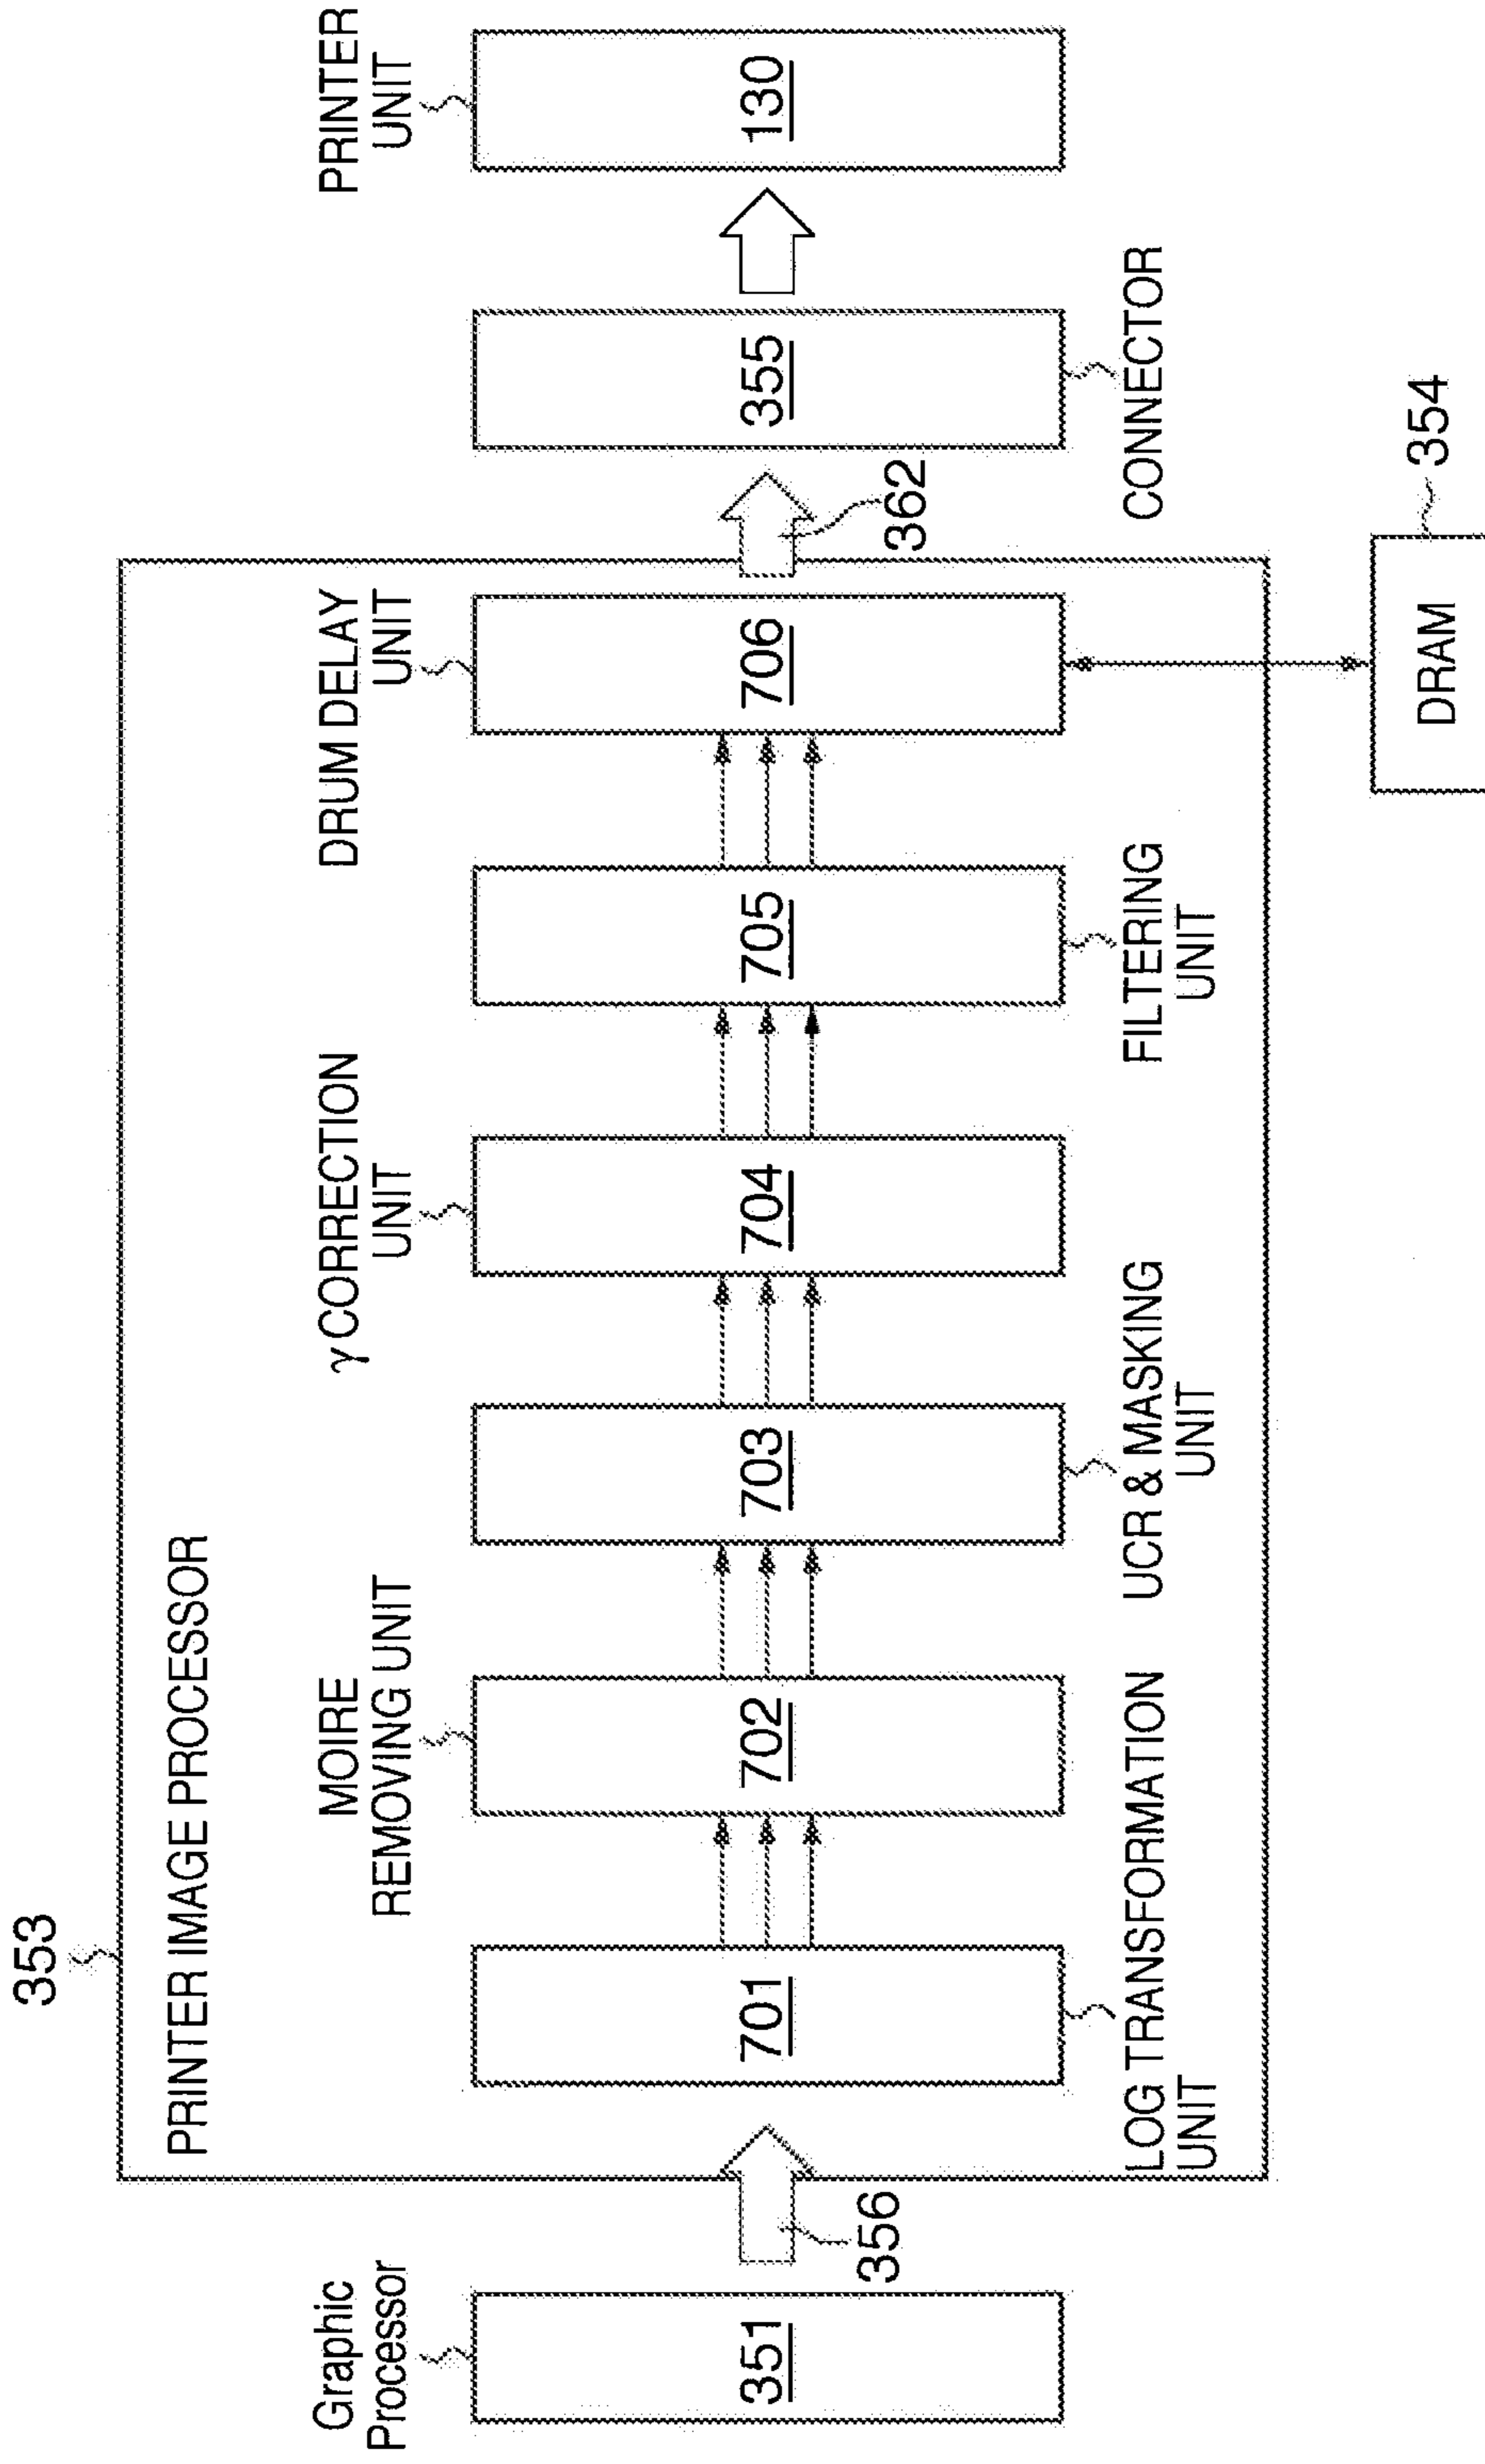 353
PRINTER IMAGE PROCESSOR
Graphic
Processor
351
356
LOG TRANSFORMATION
UNIT
701
MOIRE
REMOVING UNIT
702
UCR & MASKING
UNIT
703
γ CORRECTION
UNIT
704
FILTERING
UNIT
705
DRUM DELAY
UNIT
706
362
CONNECTOR
355
PRINTER
UNIT
130
DRAM
354